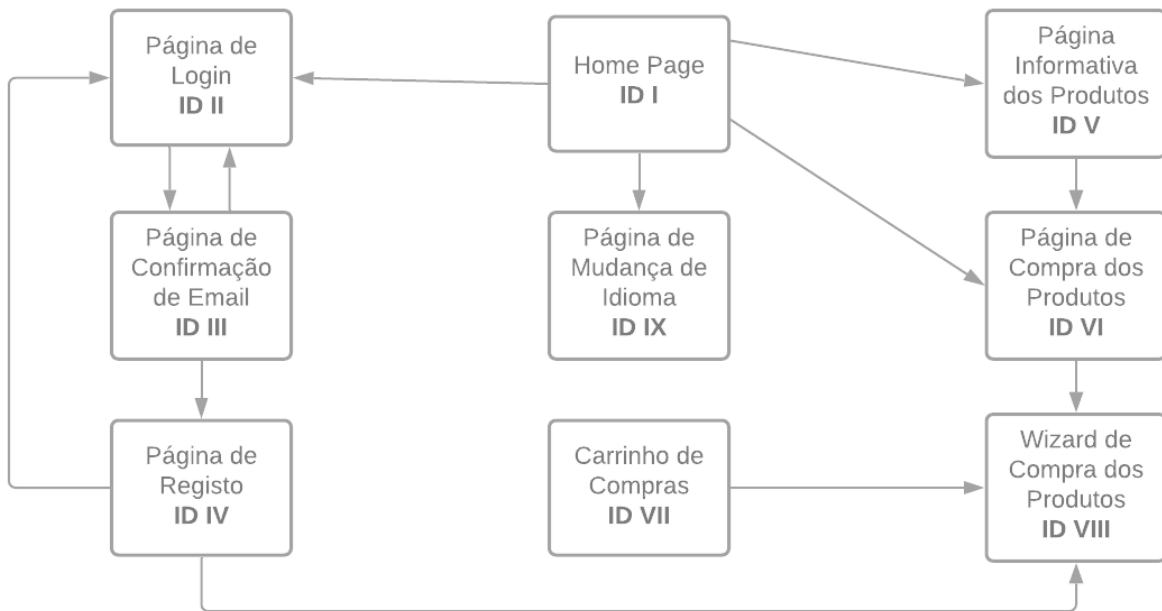 Página de
Login
ID II
Home Page
ID I
Página
Informativa
dos Produtos
ID V
Página de
Confirmação
de Email
ID III
Página de
Mudança de
Idioma
ID IX
Página de
Compra dos
Produtos
ID VI
Página de
Registo
ID IV
Carrinho de
Compras
ID VII
Wizard de
Compra dos
Produtos
ID VIII